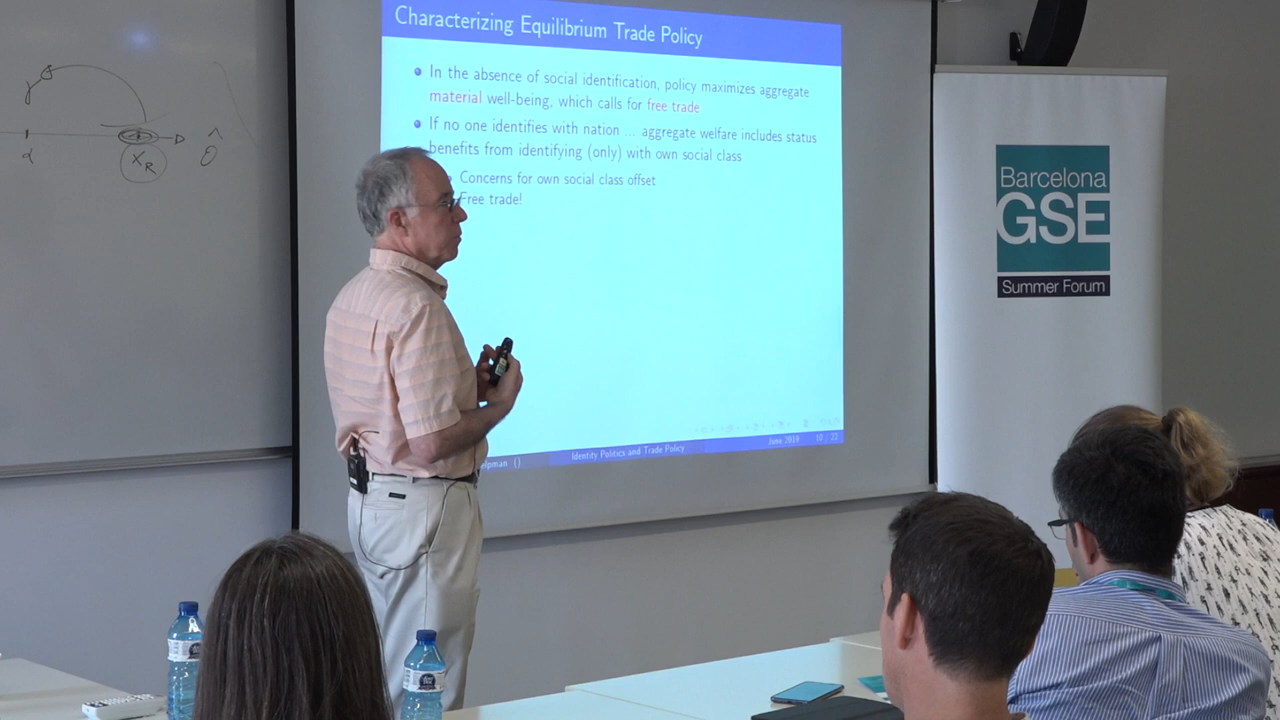 Characterizing Equilibrium Trade Policy
In the absence of social identification, policy maximizes aggregate
material well-being, which calls for free trade
If no one identifies with nation ... aggregate welfare includes status
benefits from identifying (only) with own social class
Concerns for own social class offset
Free trade!
lpman ()
Identity Politics and Trade Policy
June 2019
10 / 22
Barcelona
GSE
Summer Forum
X_R